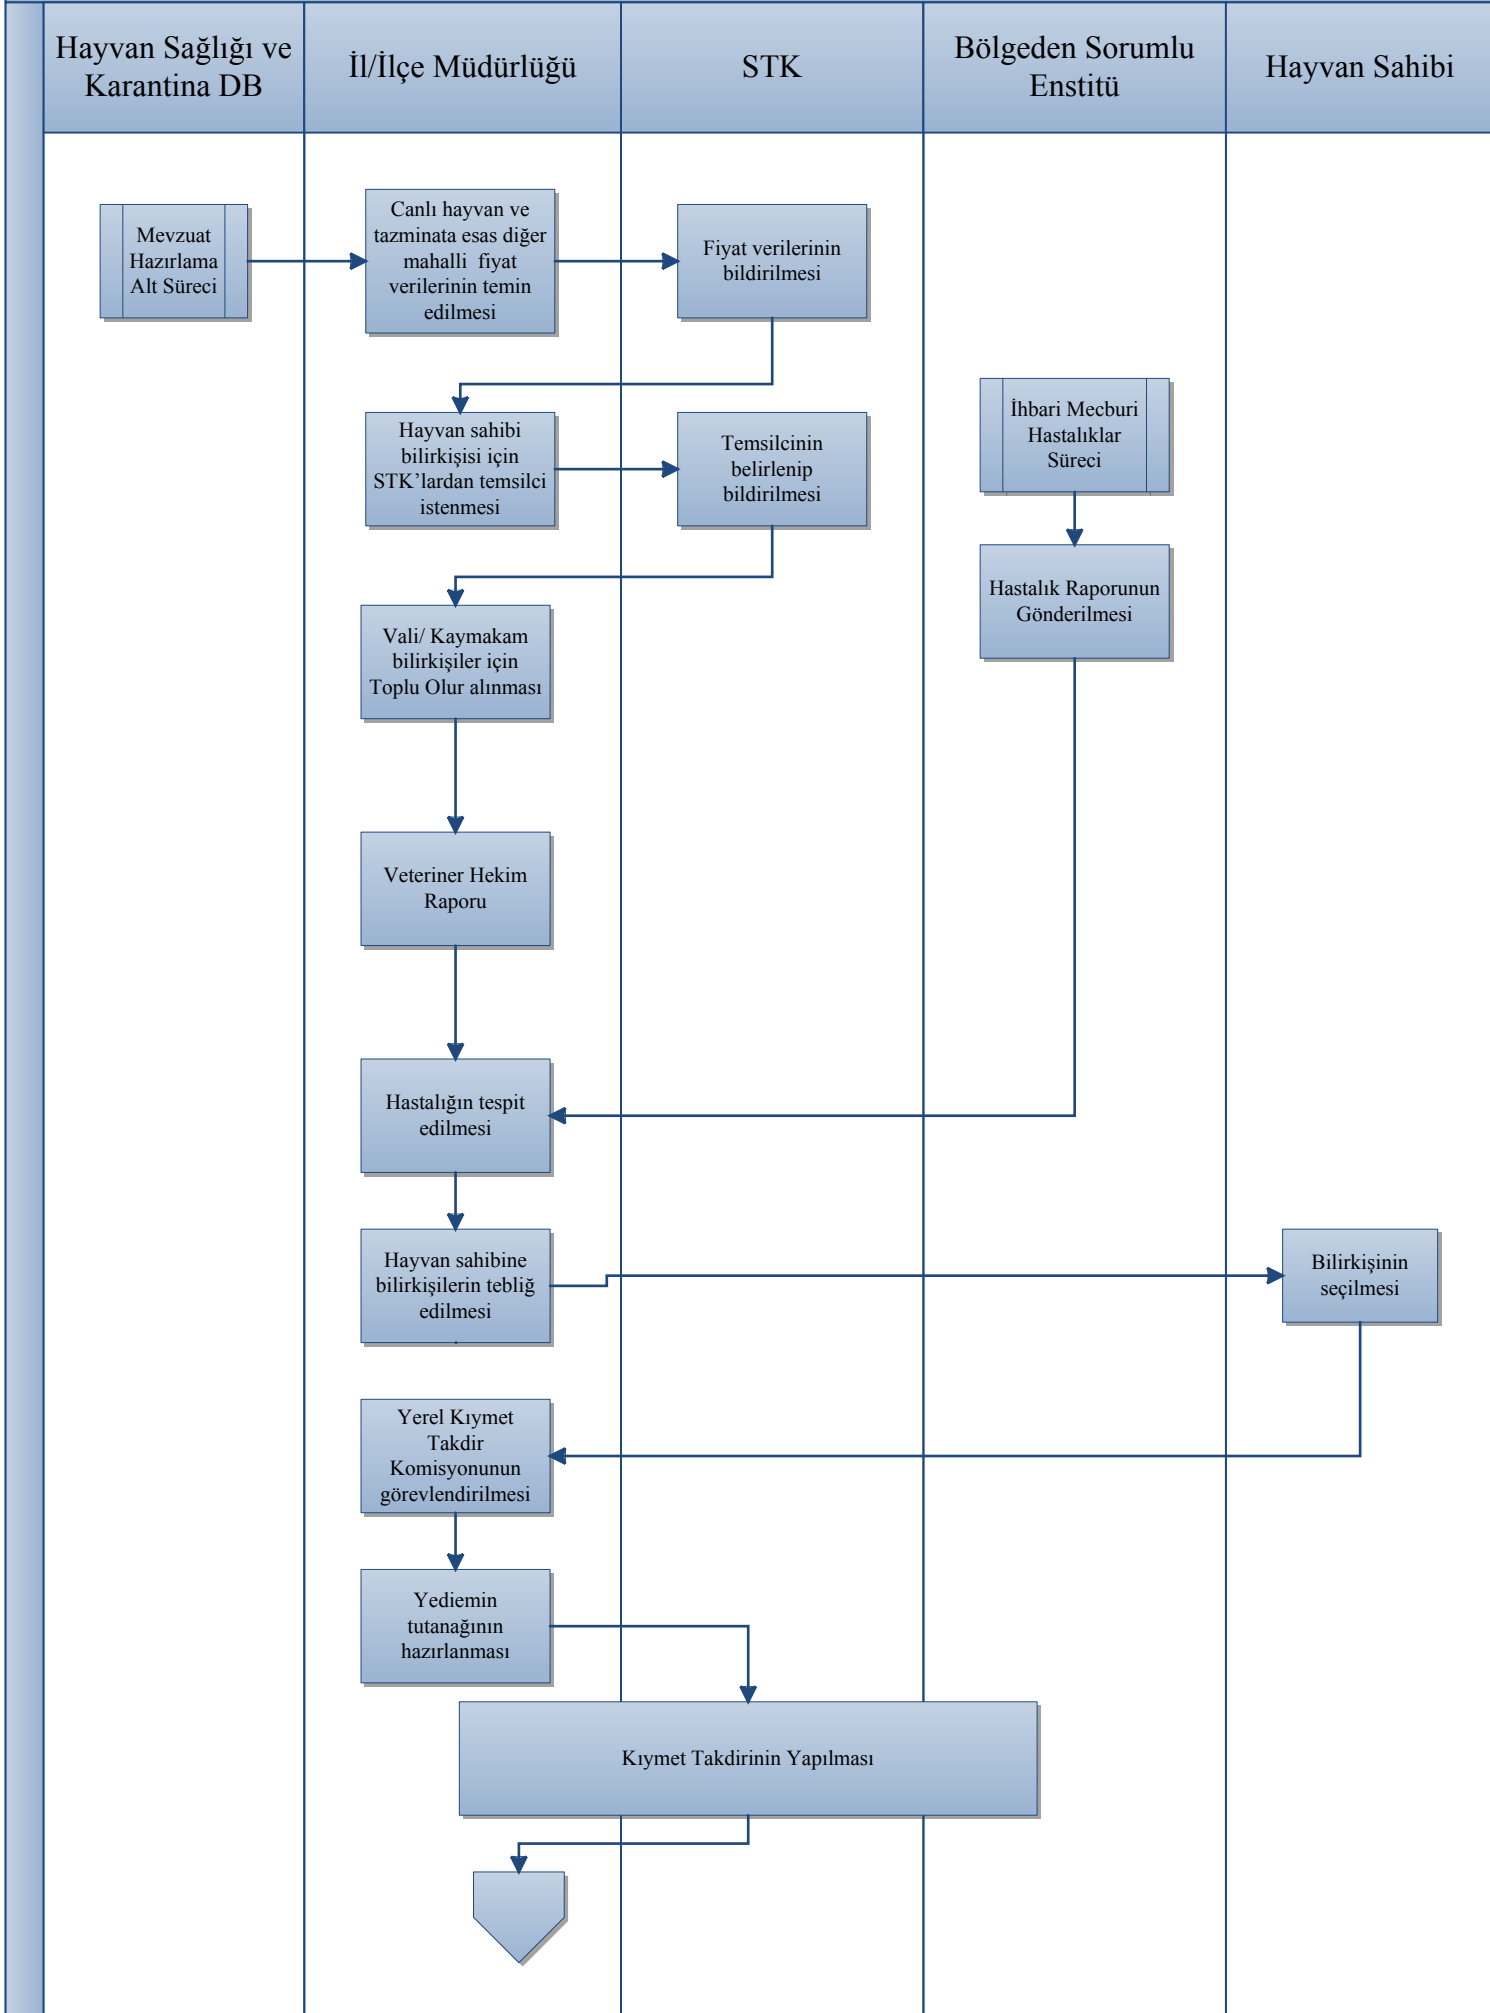 Hayvan Sağlığı ve
Karantina DB
İl/İlçe Müdürlüğü
STK
Bölgeden Sorumlu
Enstitü
Hayvan Sahibi
Mevzuat
Hazırlama
Alt Süreci
Canlı hayvan ve
tazminata esas diğer
mahalli fiyat
verilerinin temin
edilmesi
Fiyat verilerinin
bildirilmesi
Hayvan sahibi
bilirkişisi için
STK’lardan temsilci
istenmesi
Temsilcinin
belirlenip
bildirilmesi
İhbari Mecburi
Hastalıklar
Süreci
Hastalık Raporunun
Gönderilmesi
Vali/ Kaymakam
bilirkişiler için
Toplu Olur alınması
Veteriner Hekim
Raporu
Hastalığın tespit
edilmesi
Hayvan sahibine
bilirkişilerin tebliğ
edilmesi
Bilirkişinin
seçilmesi
Yerel Kıymet
Takdir
Komisyonunun
görevlendirilmesi
Yediemin
tutanağının
hazırlanması
Kıymet Takdirinin Yapılması